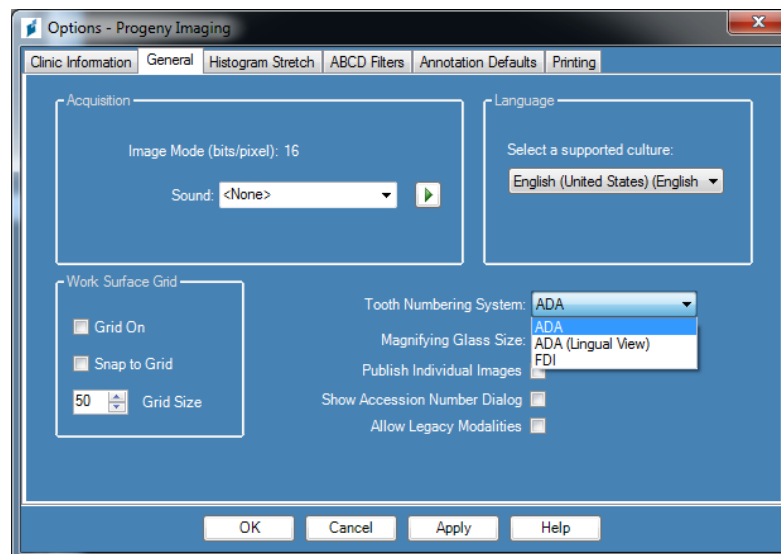 Options - Progeny Imaging
Clinic Information General Histogram Stretch ABCD Filters Annotation Defaults Printing
Acquisition
Image Mode (bits/pixel): 16
Sound: <None>
Language
Select a supported culture:
English (United States) (English
Work Surface Grid
Grid On
Snap to Grid
50 Grid Size
Tooth Numbering System: ADA
ADA
ADA (Lingual View)
FDI
Magnifying Glass Size:
Publish Individual Images
Show Accession Number Dialog
Allow Legacy Modalities
OK Cancel Apply Help